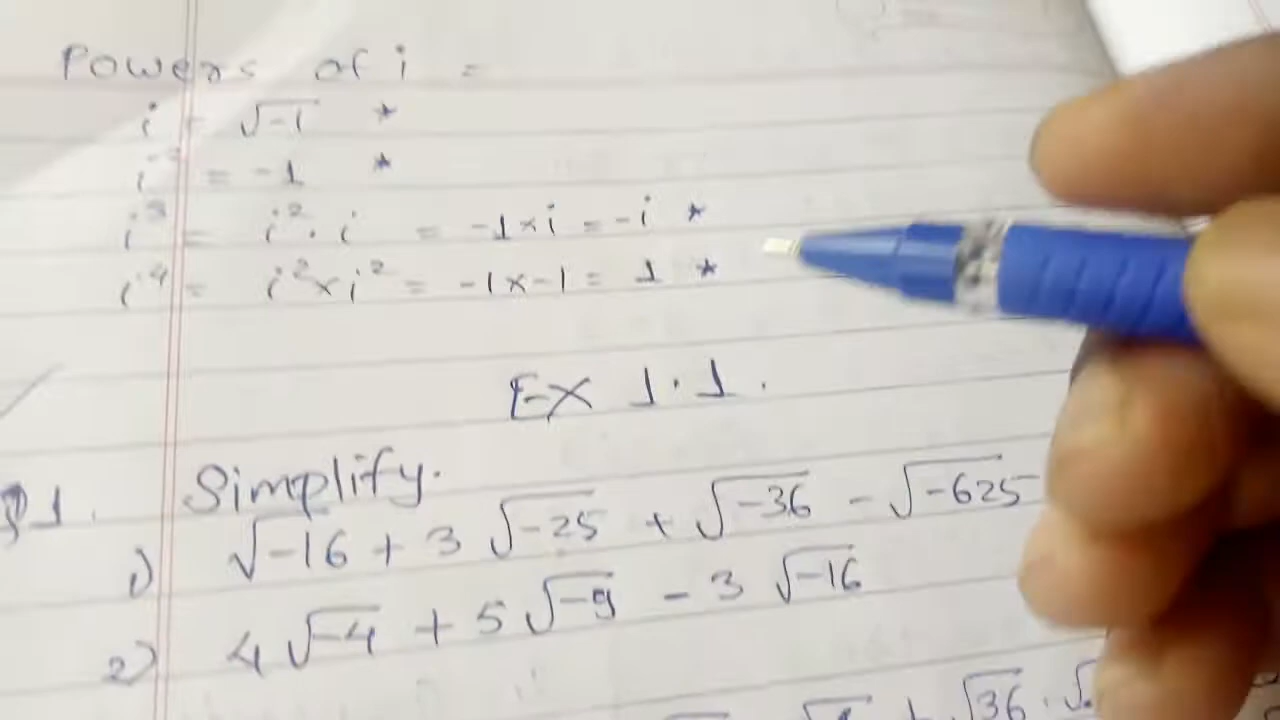 Powers of i =
i = √-1 *
i² = -1 *
i³ = i² · i = -1×i = -i *
i⁴ = i²×i² = -1×-1 = 1 *
Ex 1.1.
Q1. Simplify.
1) √-16 + 3 √-25 + √-36 - √-625
2) 4 √-4 + 5 √-9 - 3 √-16
√36 ·